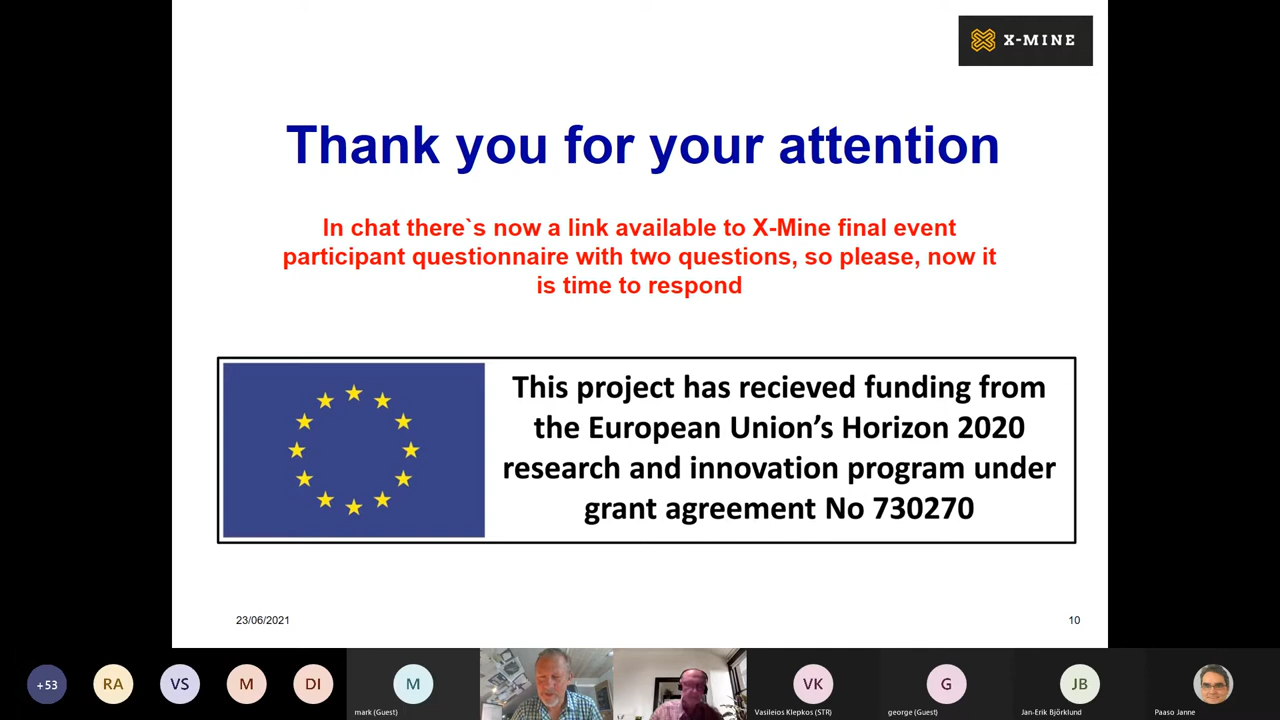 X-MINE
Thank you for your attention
In chat there`s now a link available to X-Mine final event
participant questionnaire with two questions, so please, now it
is time to respond
This project has recieved funding from
the European Union’s Horizon 2020
research and innovation program under
grant agreement No 730270
23/06/2021
10
+53
RA
VS
M
DI
M
VK
G
JB
mark (Guest)
Vasileios Klepkos (STR)
george (Guest)
Jan-Erik Björklund
Paaso Janne